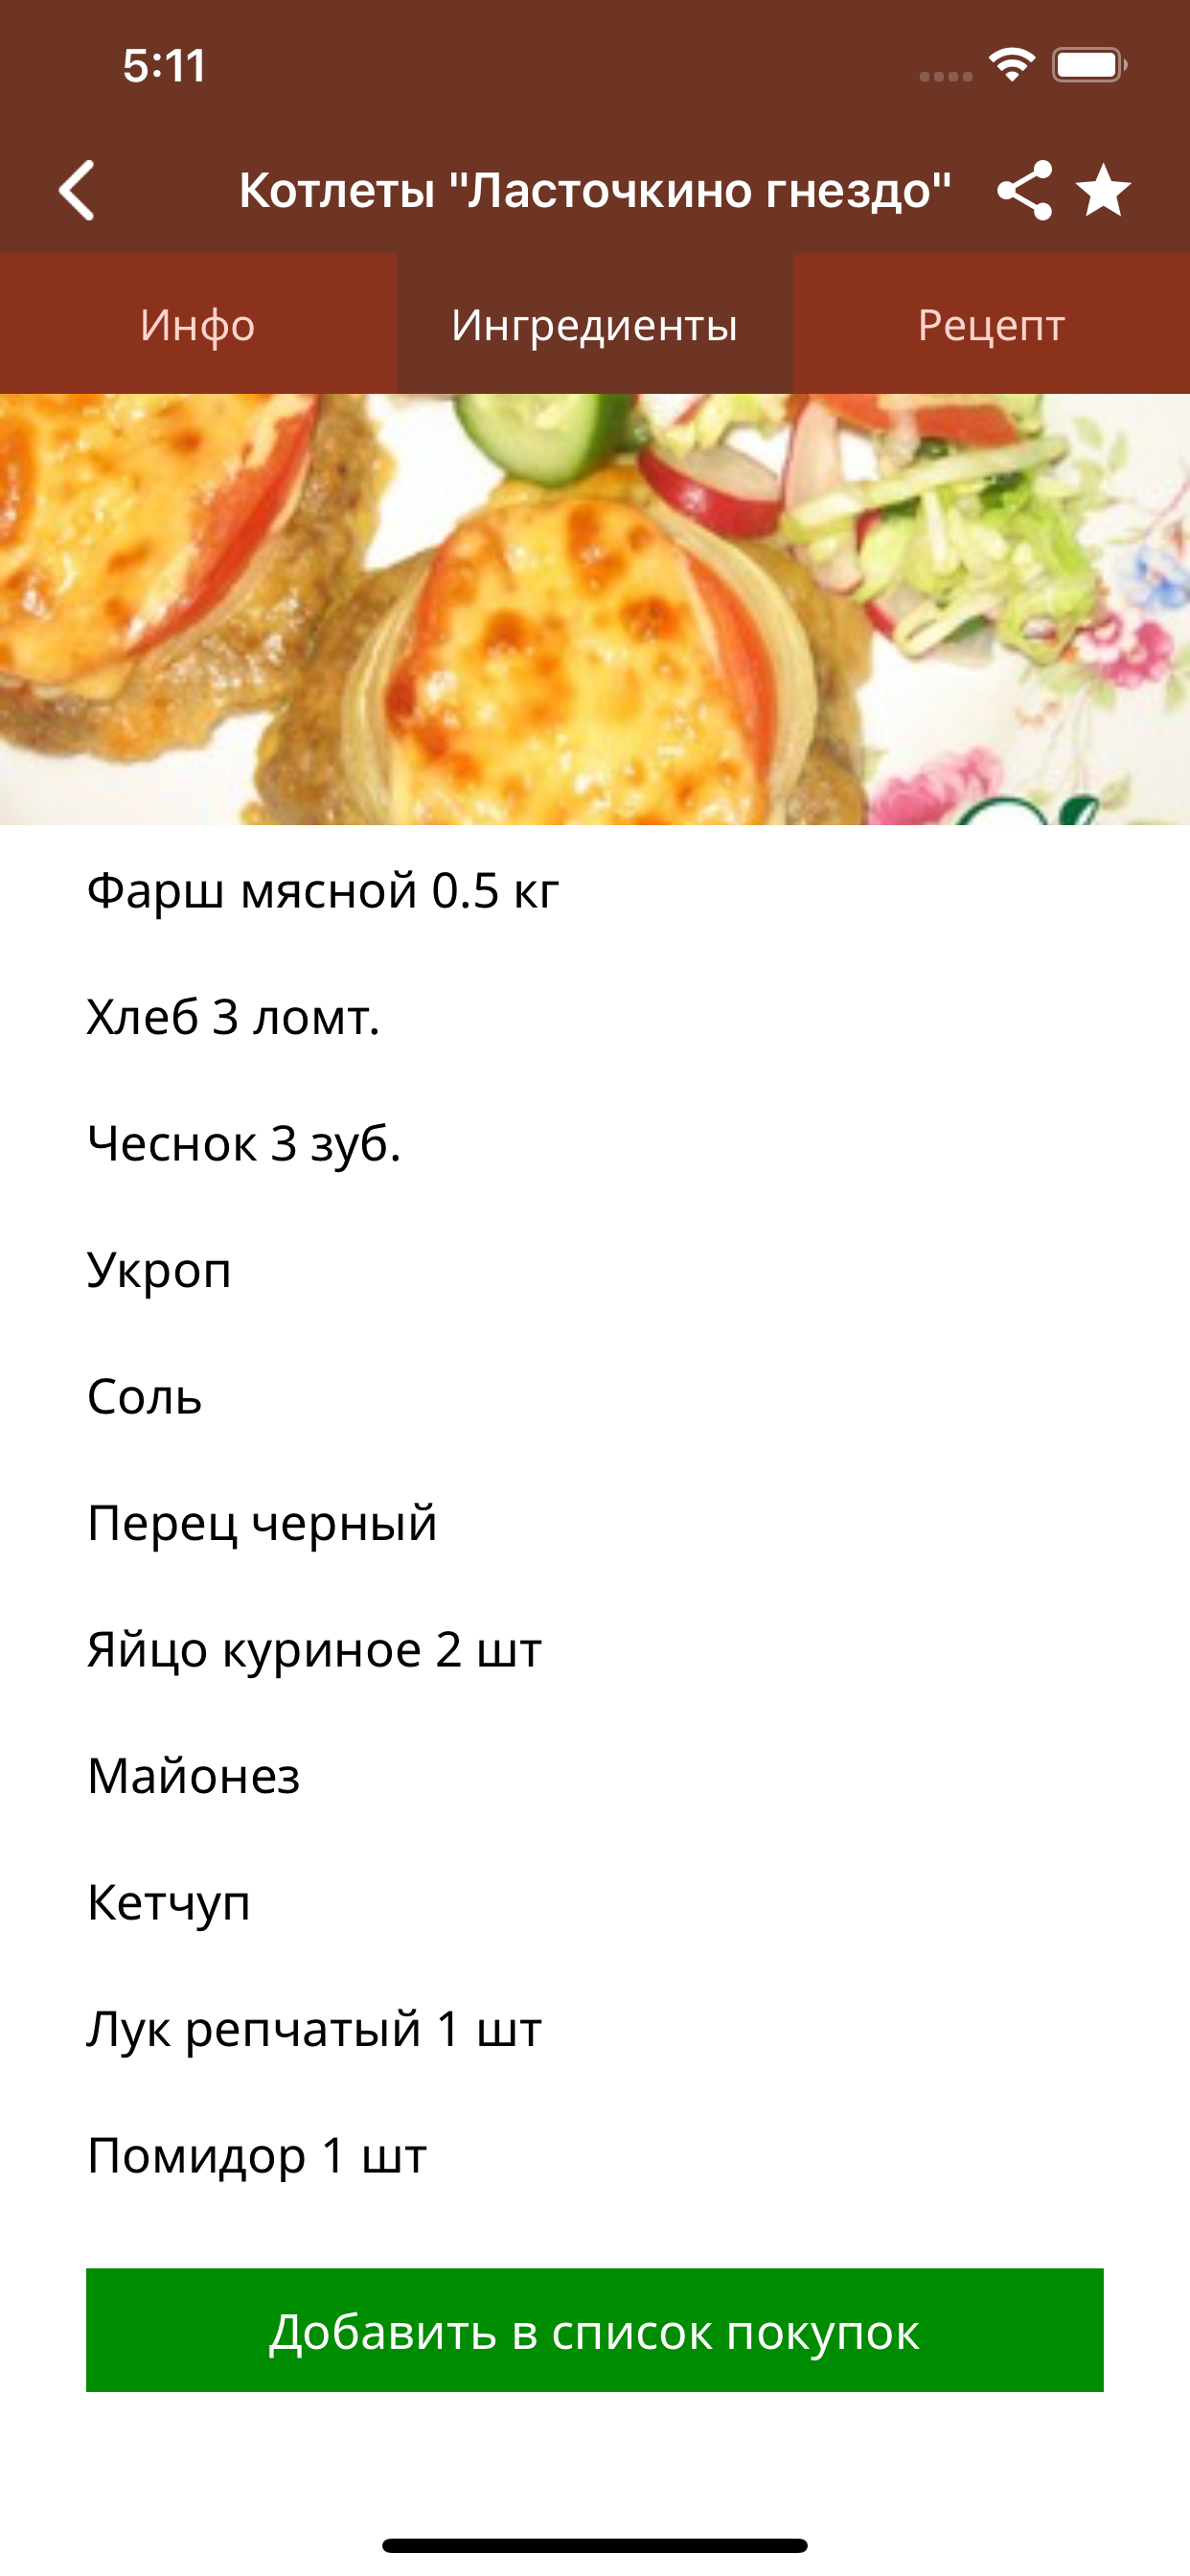 5:11
Котлеты "Ласточкино гнездо"
Инфо
Ингредиенты
Рецепт
Фарш мясной 0.5 кг
Хлеб 3 ломт.
Чеснок 3 зуб.
Укроп
Соль
Перец черный
Яйцо куриное 2 шт
Майонез
Кетчуп
Лук репчатый 1 шт
Помидор 1 шт
Добавить в список покупок